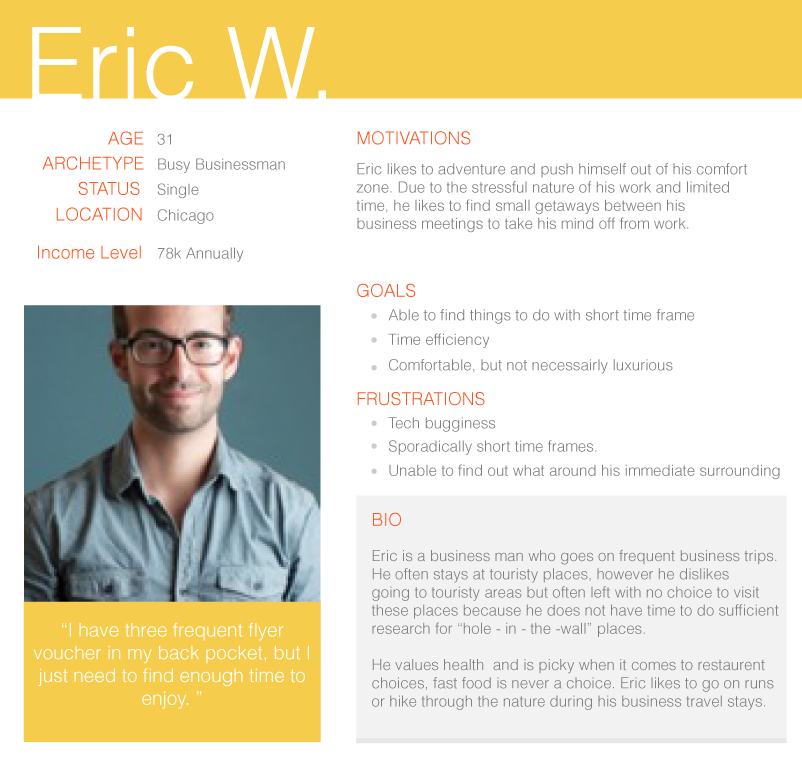 Eric W.
AGE 31
ARCHETYPE Busy Businessman
STATUS Single
LOCATION Chicago
Income Level 78k Annually
“I have three frequent flyer
voucher in my back pocket, but I
just need to find enough time to
enjoy. ”
MOTIVATIONS
Eric likes to adventure and push himself out of his comfort
zone. Due to the stressful nature of his work and limited
time, he likes to find small getaways between his
business meetings to take his mind off from work.
GOALS
Able to find things to do with short time frame
Time efficiency
Comfortable, but not necessairly luxurious
FRUSTRATIONS
Tech bugginess
Sporadically short time frames.
Unable to find out what around his immediate surrounding
BIO
Eric is a business man who goes on frequent business trips.
He often stays at touristy places, however he dislikes
going to touristy areas but often left with no choice to visit
these places because he does not have time to do sufficient
research for “hole - in - the -wall” places.
He values health  and is picky when it comes to restaurent
choices, fast food is never a choice. Eric likes to go on runs
or hike through the nature during his business travel stays.